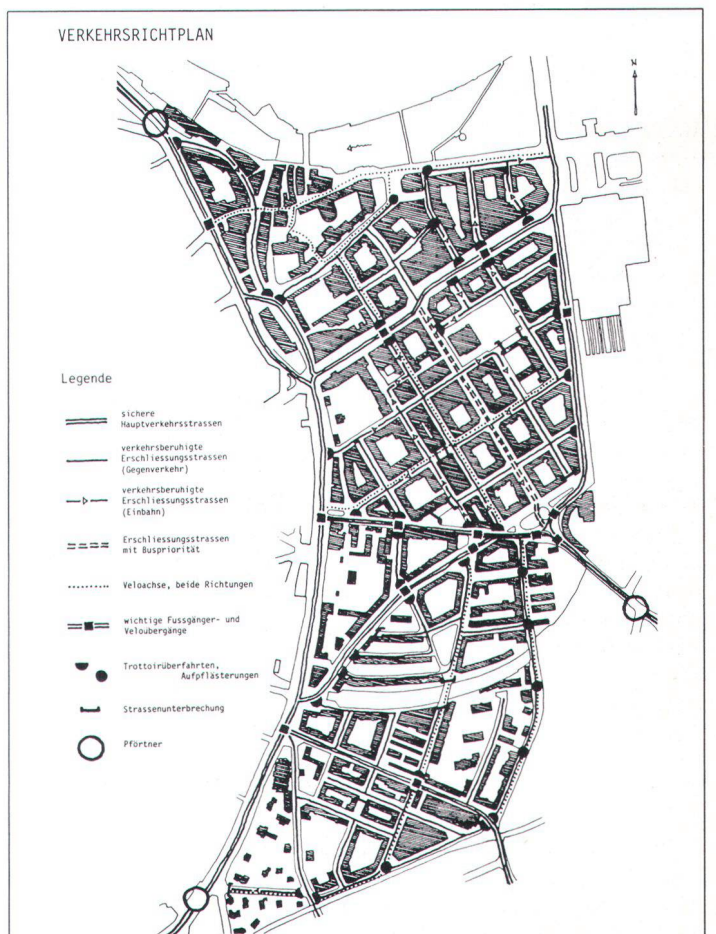 VERKEHRSRICHTPLAN
N
Legende
sichere
Hauptverkehrsstrassen
verkehrsberuhigte
Erschliessungsstrassen
(Gegenverkehr)
verkehrsberuhigte
Erschliessungsstrassen
(Einbahn)
Erschliessungsstrassen
mit Buspriorität
Veloachse, beide Richtungen
wichtige Fussgänger- und
Veloubergänge
Trottoirüberfahrten,
Aufpflästerungen
Strassenunterbrechung
Pförtner